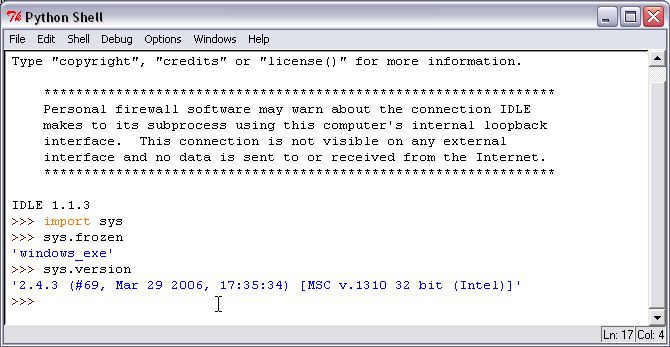 Python Shell
File Edit Shell Debug Options Windows Help
Type "copyright", "credits" or "license()" for more information.
****************************************************************
Personal firewall software may warn about the connection IDLE
makes to its subprocess using this computer's internal loopback
interface.  This connection is not visible on any external
interface and no data is sent to or received from the Internet.
****************************************************************
IDLE 1.1.3
>>> import sys
>>> sys.frozen
'windows_exe'
>>> sys.version
'2.4.3 (#69, Mar 29 2006, 17:35:34) [MSC v.1310 32 bit (Intel)]'
>>>
Ln: 17 Col: 4